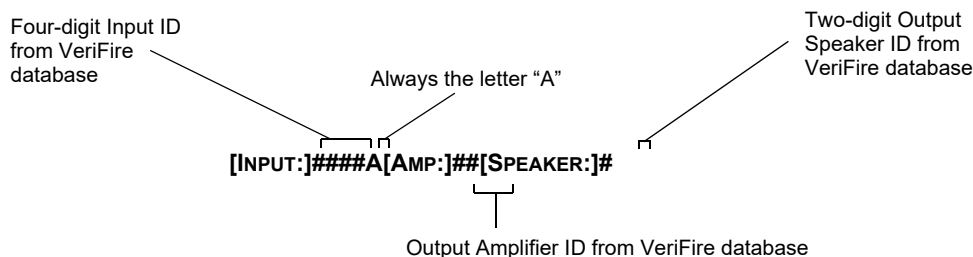 Four-digit Input ID
from VeriFire
database
Two-digit Output
Speaker ID from
VeriFire database
Always the letter “A”
[INPUT:]####A[AMP:]##[SPEAKER:]#
Output Amplifier ID from VeriFire database